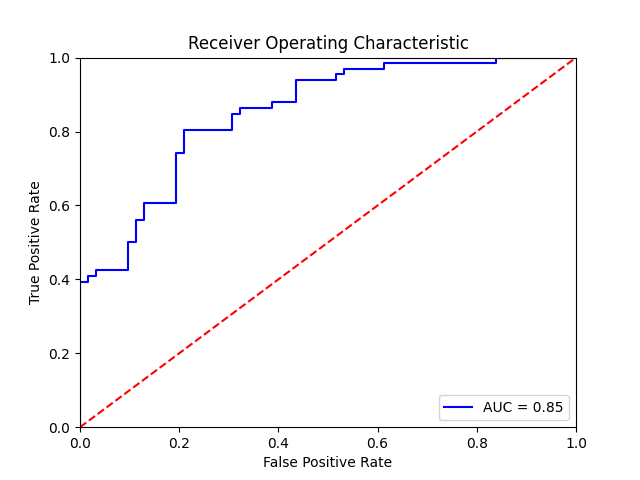 Receiver Operating Characteristic
1.0
0.8
0.6
0.4
0.2
0.0
True Positive Rate
AUC = 0.85
0.0 0.2 0.4 0.6 0.8 1.0
False Positive Rate